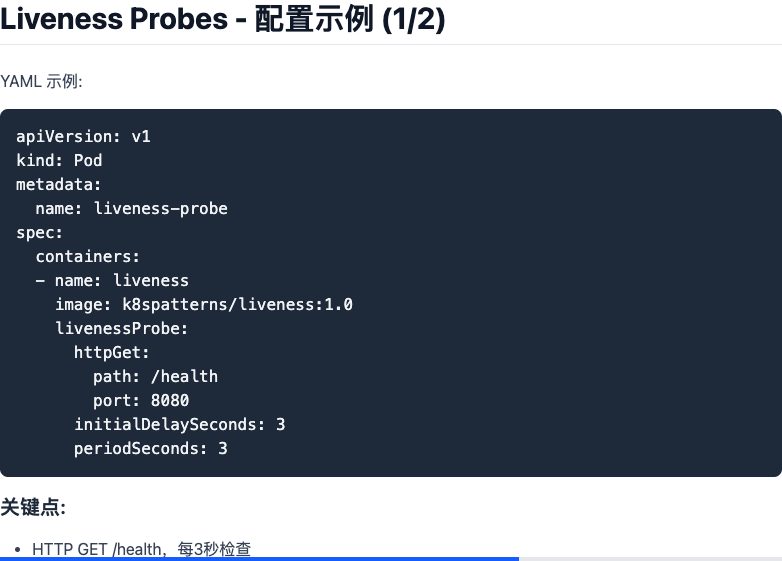 Liveness Probes - 配置示例 (1/2)
YAML 示例:
apiVersion: v1
kind: Pod
metadata:
  name: liveness-probe
spec:
  containers:
  - name: liveness
    image: k8spatterns/liveness:1.0
    livenessProbe:
      httpGet:
        path: /health
        port: 8080
      initialDelaySeconds: 3
      periodSeconds: 3
关键点:
• HTTP GET /health，每3秒检查